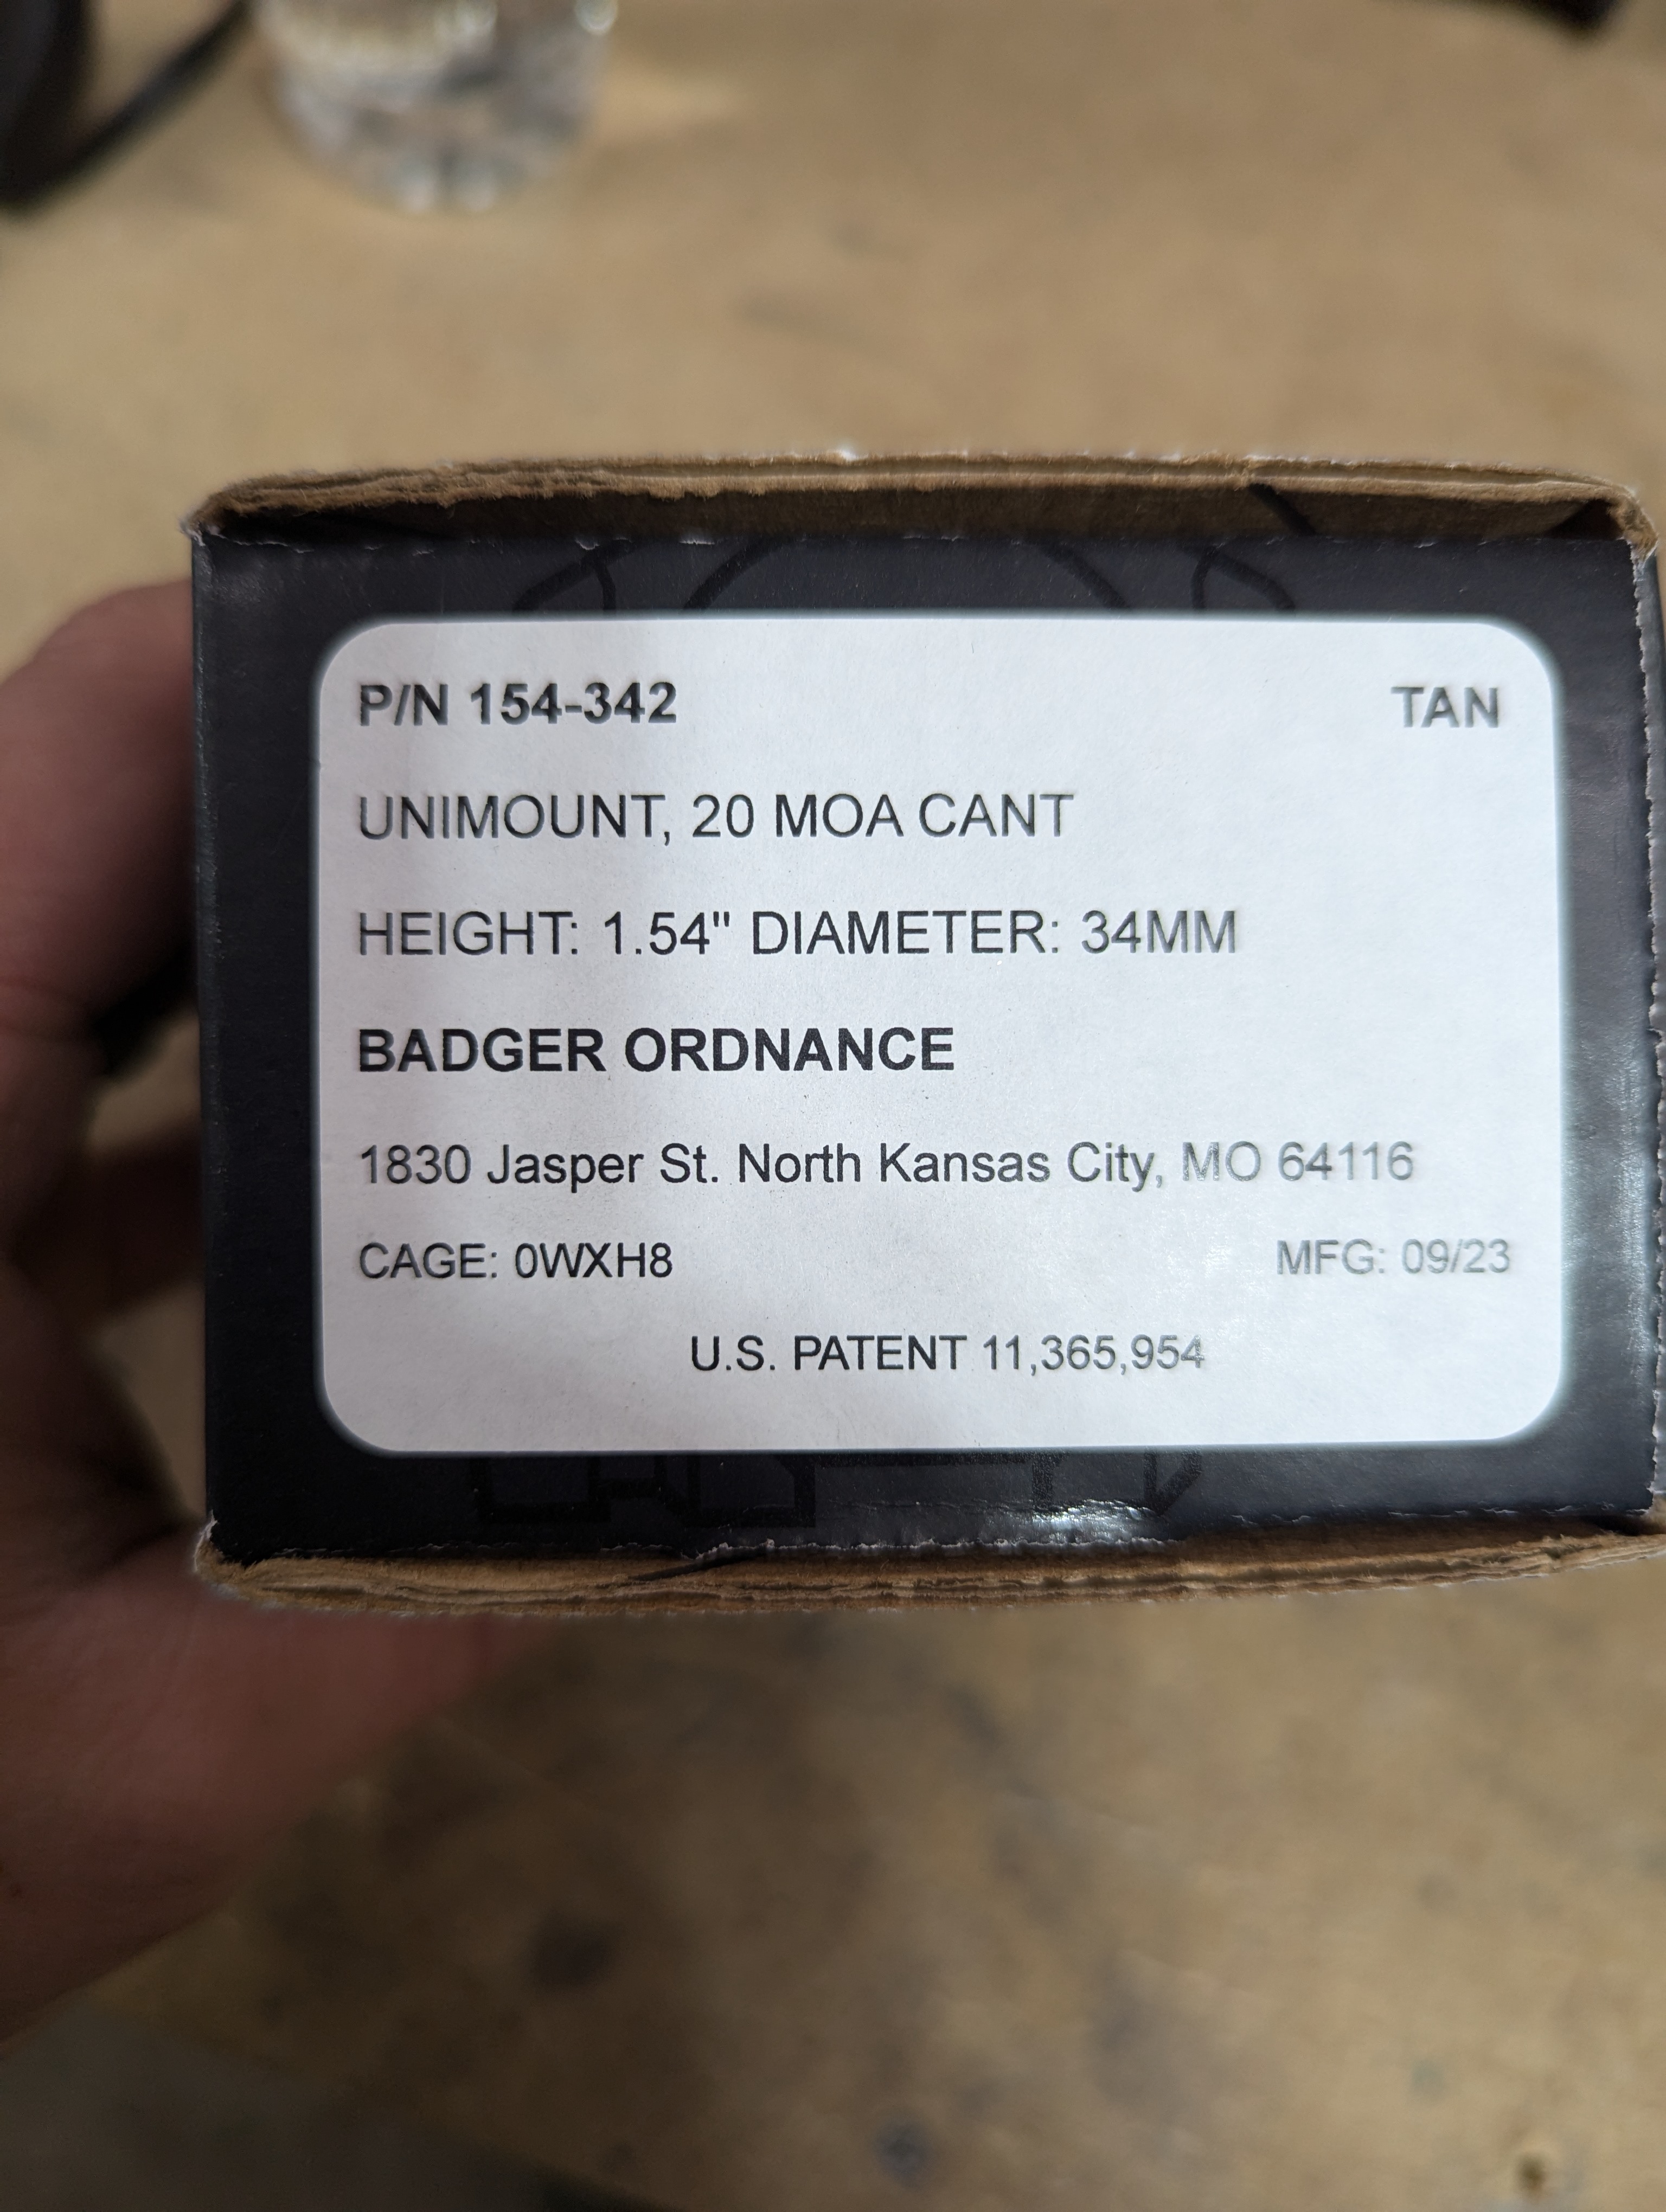 P/N 154-342 TAN
UNIMOUNT, 20 MOA CANT
HEIGHT: 1.54" DIAMETER: 34MM
BADGER ORDNANCE
1830 Jasper St. North Kansas City, MO 64116
CAGE: 0WXH8 MFG: 09/23
U.S. PATENT 11,365,954